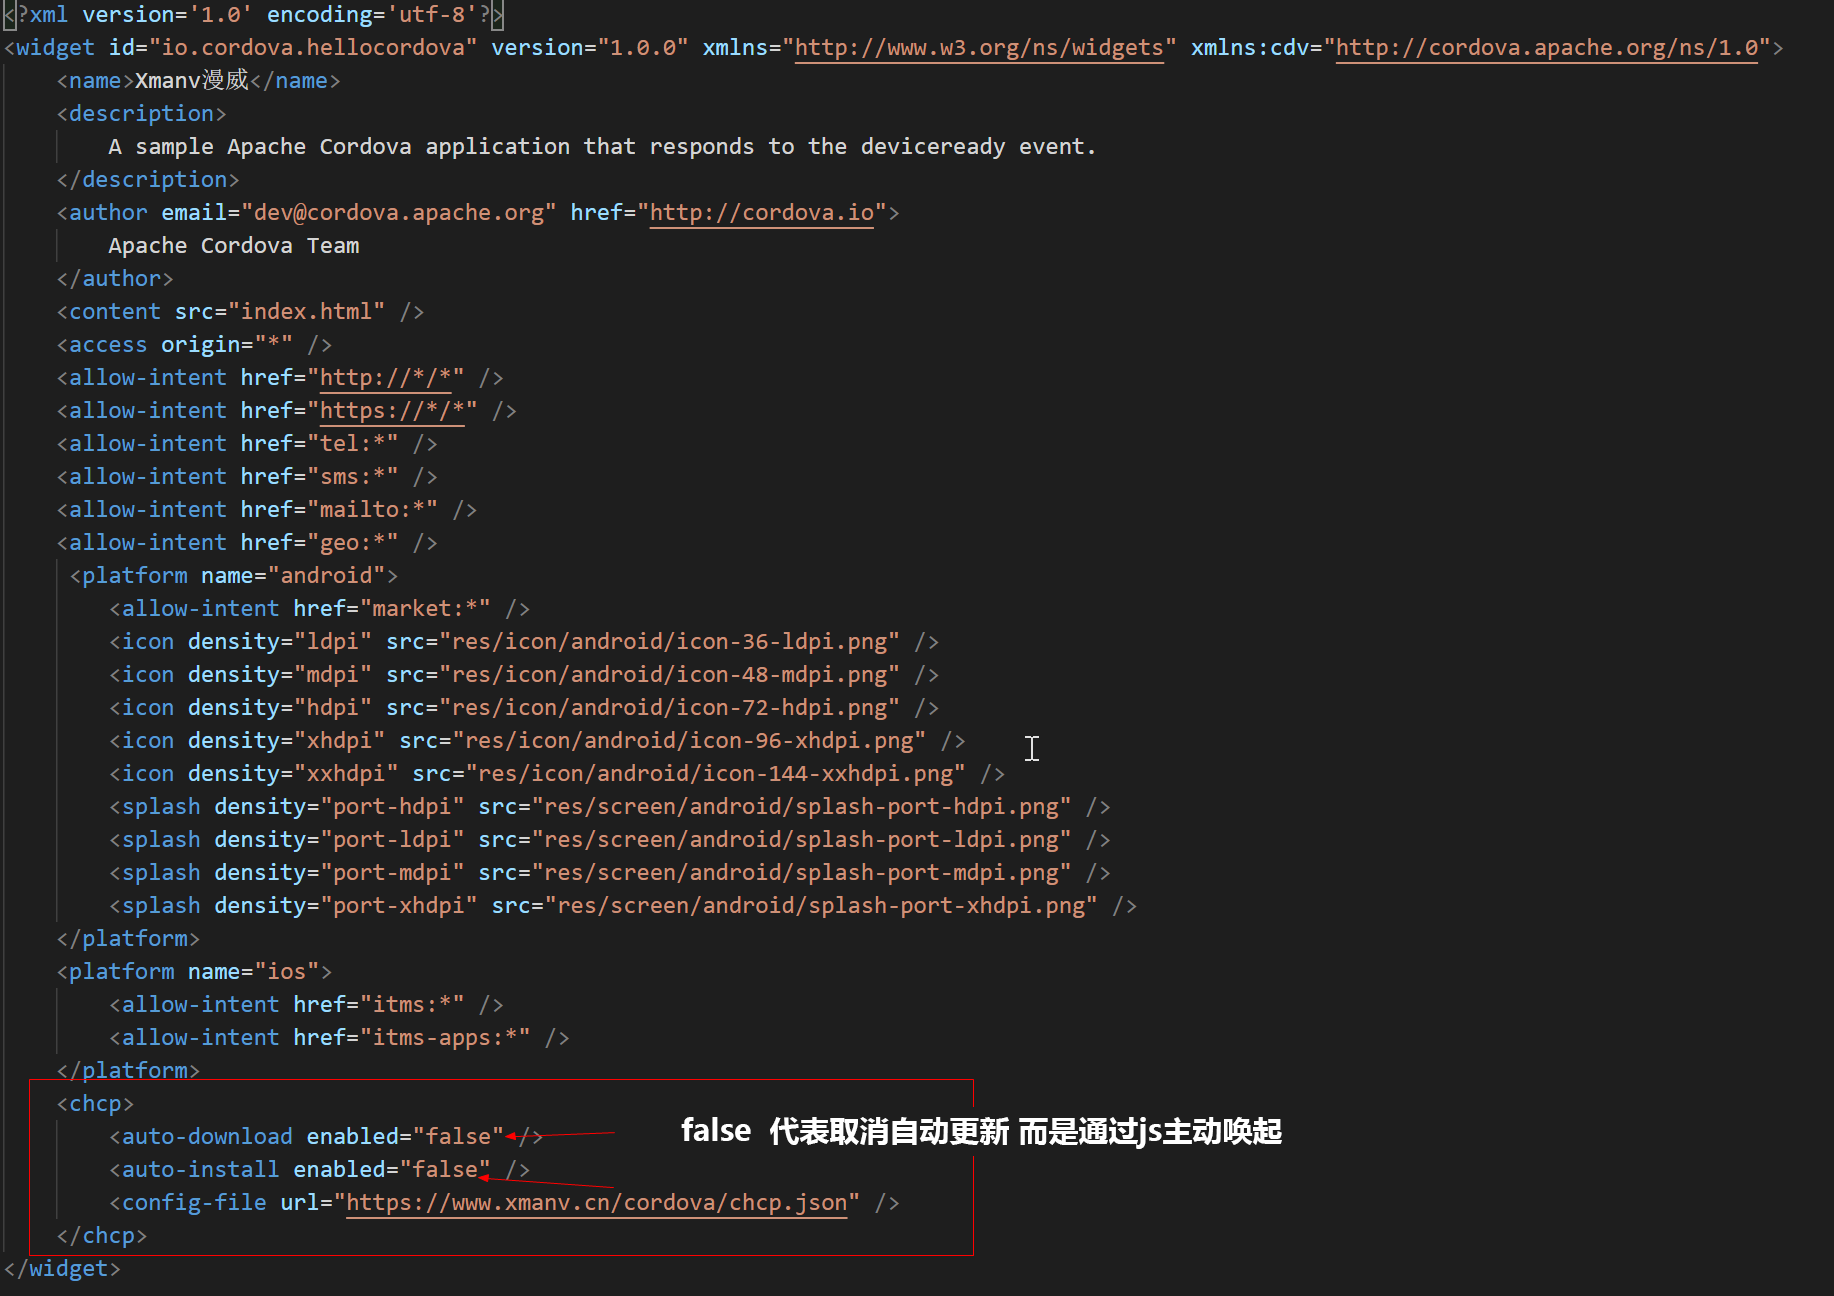 <?xml version='1.0' encoding='utf-8'?>
<widget id="io.cordova.hellocordova" version="1.0.0" xmlns="http://www.w3.org/ns/widgets" xmlns:cdv="http://cordova.apache.org/ns/1.0">
<name>Xmanv漫威</name>
<description>
A sample Apache Cordova application that responds to the deviceready event.
</description>
<author email="dev@cordova.apache.org" href="http://cordova.io">
Apache Cordova Team
</author>
<content src="index.html" />
<access origin="*" />
<allow-intent href="http://*/*" />
<allow-intent href="https://*/*" />
<allow-intent href="tel:*" />
<allow-intent href="sms:*" />
<allow-intent href="mailto:*" />
<allow-intent href="geo:*" />
<platform name="android">
<allow-intent href="market:*" />
<icon density="ldpi" src="res/icon/android/icon-36-ldpi.png" />
<icon density="mdpi" src="res/icon/android/icon-48-mdpi.png" />
<icon density="hdpi" src="res/icon/android/icon-72-hdpi.png" />
<icon density="xhdpi" src="res/icon/android/icon-96-xhdpi.png" />
<icon density="xxhdpi" src="res/icon/android/icon-144-xxhdpi.png" />
<splash density="port-hdpi" src="res/screen/android/splash-port-hdpi.png" />
<splash density="port-ldpi" src="res/screen/android/splash-port-ldpi.png" />
<splash density="port-mdpi" src="res/screen/android/splash-port-mdpi.png" />
<splash density="port-xhdpi" src="res/screen/android/splash-port-xhdpi.png" />
</platform>
<platform name="ios">
<allow-intent href="itms:*" />
<allow-intent href="itms-apps:*" />
</platform>
<chcp>
<auto-download enabled="false" />
false 代表取消自动更新 而是通过js主动唤起
<auto-install enabled="false" />
<config-file url="https://www.xmanv.cn/cordova/chcp.json" />
</chcp>
</widget>